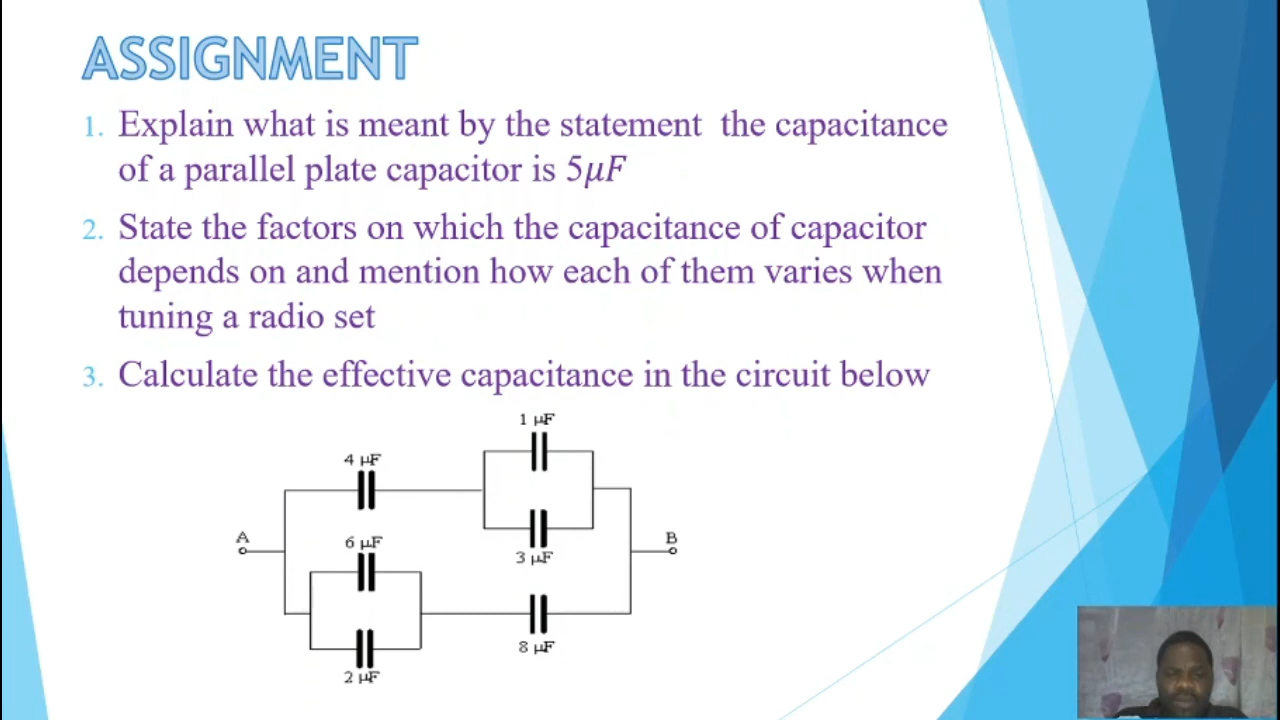 ASSIGNMENT
1. Explain what is meant by the statement the capacitance
of a parallel plate capacitor is 5μF
2. State the factors on which the capacitance of capacitor
depends on and mention how each of them varies when
tuning a radio set
3. Calculate the effective capacitance in the circuit below
1 μF
4 μF
A
6 μF
B
3 μF
8 μF
2 μF